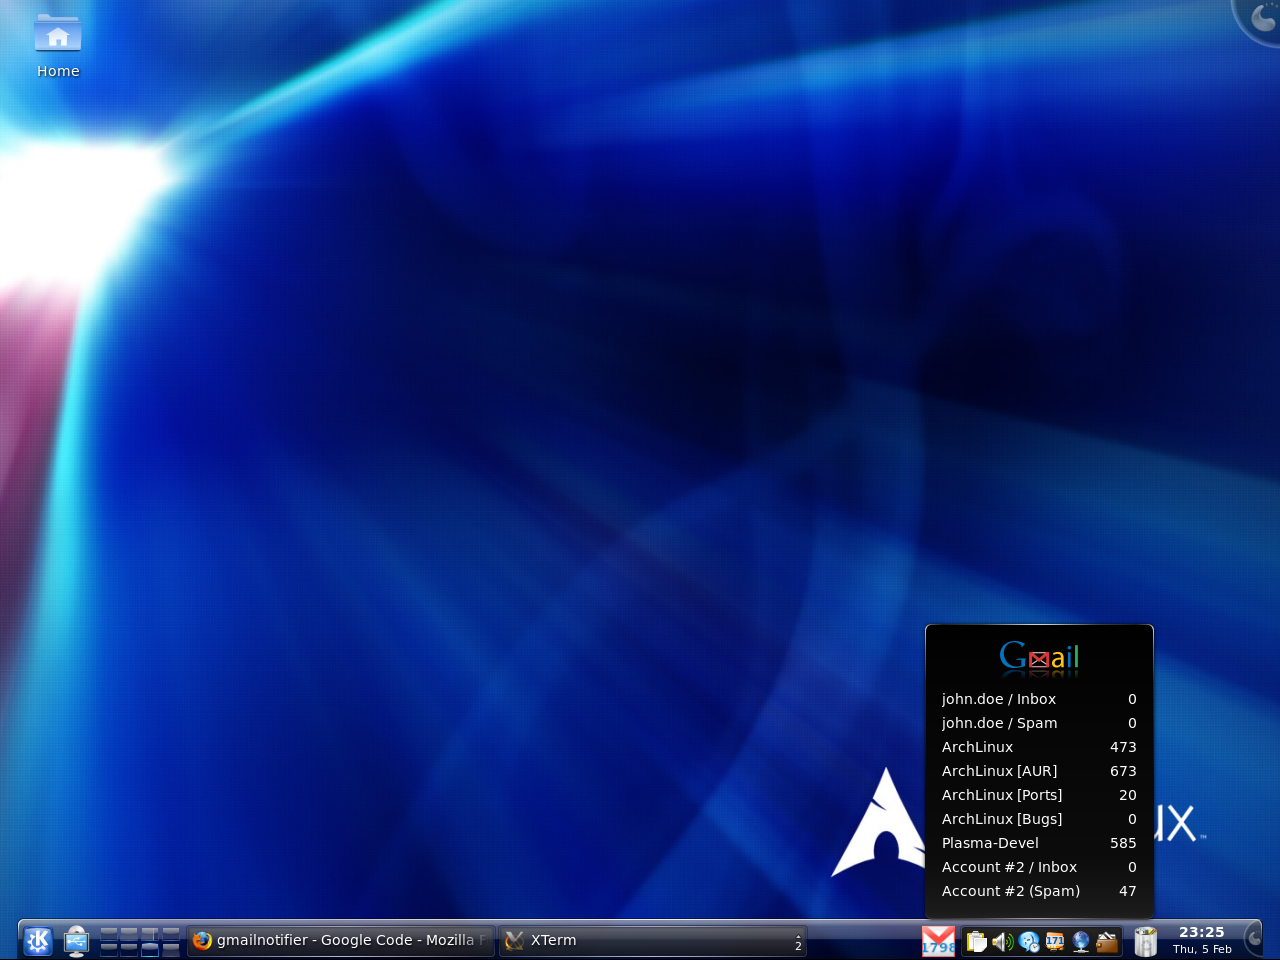 Home
Gmail
john.doe / Inbox 0
john.doe / Spam 0
ArchLinux 473
ArchLinux [AUR] 673
ArchLinux [Ports] 20
ArchLinux [Bugs] 0
Plasma-Devel 585
Account #2 / Inbox 0
Account #2 (Spam) 47
ux™
gmailnotifier - Google Code - Mozilla F
XTerm
2
1798
171
23:25
Thu, 5 Feb